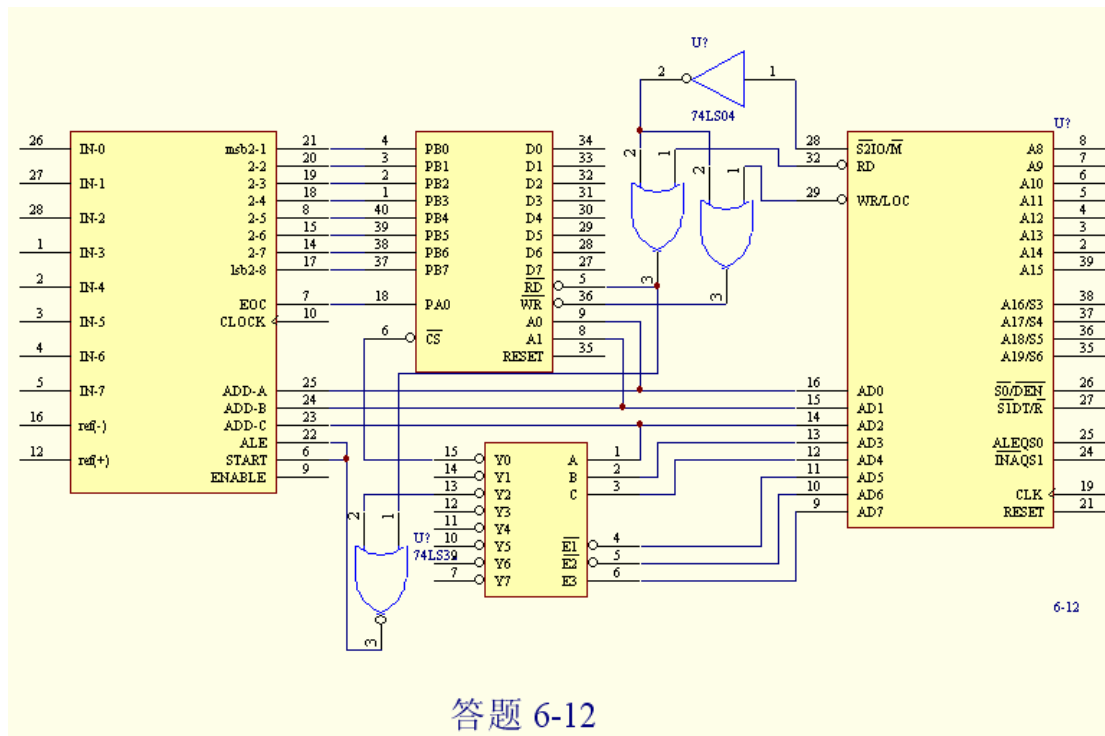 U?
2
1
74LS04
U?
26 IN-0 msb2-1 21 4 PB0 D0 34
27 IN-1 2-2 20 3 PB1 D1 33
28 IN-2 2-3 19 2 PB2 D2 32
1 IN-3 2-4 18 1 PB3 D3 31
2 IN-4 2-5 8 40 PB4 D4 30
3 IN-5 2-6 15 39 PB5 D5 29
4 IN-6 2-7 14 38 PB6 D6 28
5 IN-7 lsb2-8 17 37 PB7 D7 27
16 ref(-) EOC 7 18 PA0 RD 5
12 ref(+) CLOCK 10 WR 36
6 CS A0 9
A1 8
RESET 35
ADD-A 25
ADD-B 24
ADD-C 23
ALE 22
START 6
ENABLE 9
2 1 2 1
3 3
28 S2IO/M A8 8
32 RD A9 7
A10 6
29 WR/LOC A11 5
A12 4
A13 3
A14 2
A15 39
A16/S3 38
A17/S4 37
A18/S5 36
A19/S6 35
16 AD0 S0/DEN 26
15 AD1 S1DT/R 27
14 AD2
13 AD3 ALEQS0 25
12 AD4 INAQS1 24
11 AD5
10 AD6 CLK 19
9 AD7 RESET 21
15 Y0 A 1
14 Y1 B 2
13 Y2 C 3
12 Y3
11 Y4
10 Y5 E1 4
9 Y6 E2 5
7 Y7 E3 6
2 1
U?
3
6-12
答题 6-12